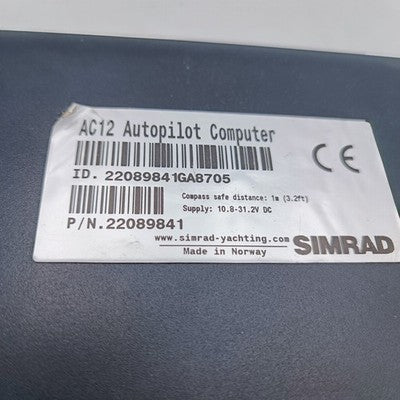 AC12 Autopilot Computer
CE
ID. 22089841GAB705
Compass safe distance: 1m (3.2ft)
Supply: 10.8-31.2V DC
P/N.22089841
www.simrad-yachting.com
Made in Norway
SIMRAD